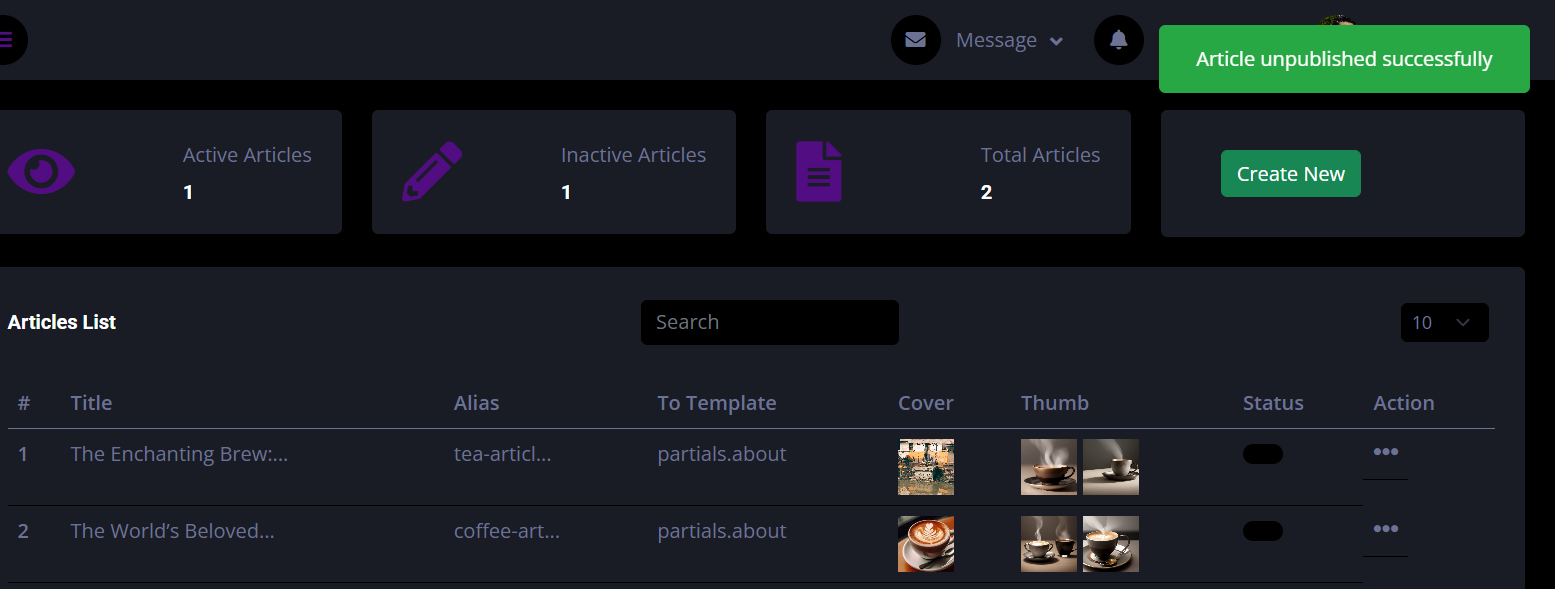 Message
Article unpublished successfully
Active Articles
1
Inactive Articles
1
Total Articles
2
Create New
Articles List
Search
10
# Title Alias To Template Cover Thumb Status Action
1 The Enchanting Brew:... tea-articl... partials.about
2 The World’s Beloved... coffee-art... partials.about